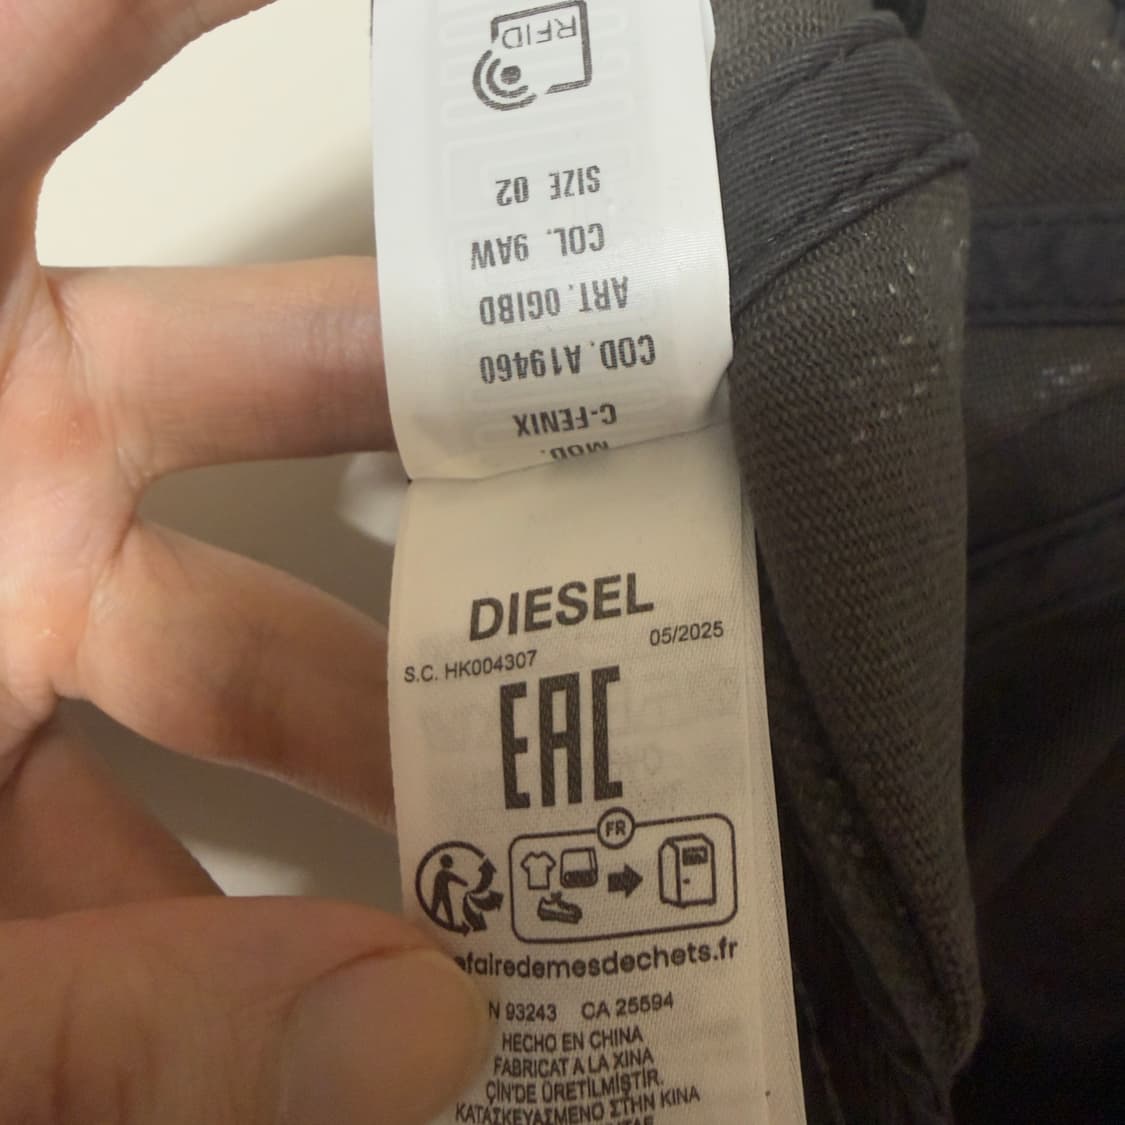 RFID
SIZE 02
COL. 9AW
ART. 0GIBD
COD. A19460
C-FENIX
MOD.
DIESEL
05/2025
S.C. HK004307
EAC
FR
efairedemesdechets.fr
N 93243 CA 25594
HECHO EN CHINA
FABRICAT A LA XINA
ÇİN'DE ÜRETİLMİŞTİR.
ΚΑΤΑΣΚΕΥΑΣΜΕΝΟ ΣΤΗΝ ΚΙΝΑ